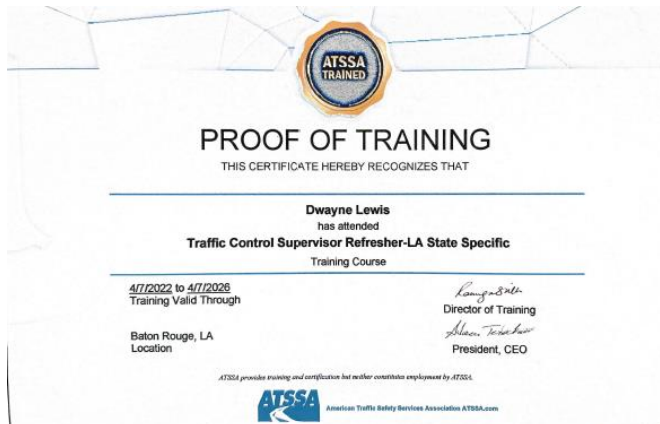 ATSSA
TRAINED
PROOF OF TRAINING
THIS CERTIFICATE HEREBY RECOGNIZES THAT
Dwayne Lewis
has attended
Traffic Control Supervisor Refresher-LA State Specific
Training Course
4/7/2022 to 4/7/2026
Training Valid Through
Director of Training
Baton Rouge, LA
Location
President, CEO
ATSSA provides training and certification but neither constitutes employment by ATSSA.
ATSSA
American Traffic Safety Services Association ATSSA.com